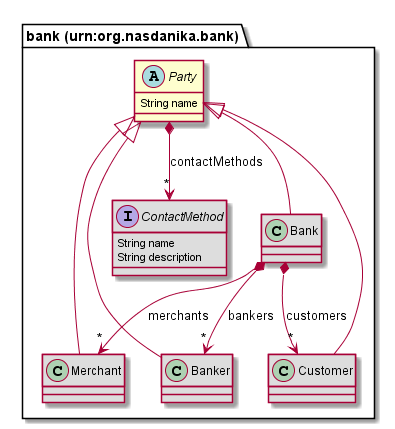 bank (urn:org.nasdanika.bank)
A Party
String name
contactMethods
*
I ContactMethod
String name
String description
C Bank
merchants
bankers
customers
*
*
*
C Merchant
C Banker
C Customer